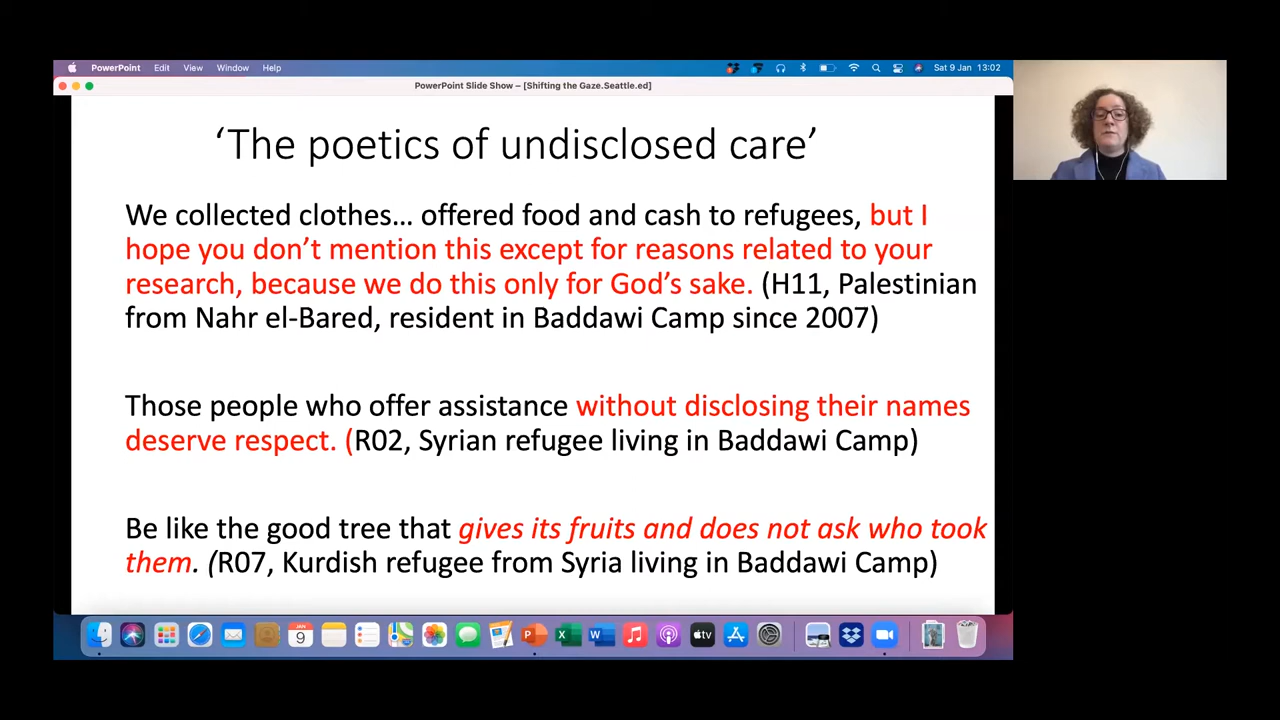 PowerPoint Edit View Window Help
Sat 9 Jan 13:02
PowerPoint Slide Show – [Shifting the Gaze.Seattle.ed]
‘The poetics of undisclosed care’
We collected clothes… offered food and cash to refugees, but I
hope you don’t mention this except for reasons related to your
research, because we do this only for God’s sake. (H11, Palestinian
from Nahr el-Bared, resident in Baddawi Camp since 2007)
Those people who offer assistance without disclosing their names
deserve respect. (R02, Syrian refugee living in Baddawi Camp)
Be like the good tree that gives its fruits and does not ask who took
them. (R07, Kurdish refugee from Syria living in Baddawi Camp)
JAN
9
P
X
W
tv